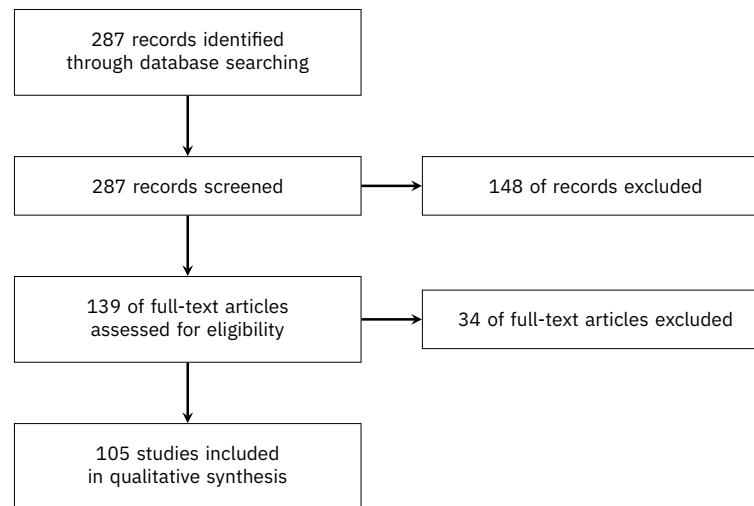 287 records identified
through database searching
287 records screened
148 of records excluded
139 of full-text articles
assessed for eligibility
34 of full-text articles excluded
105 studies included
in qualitative synthesis